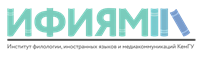 ИФИЯМ
Институт филологии, иностранных языков и медиакоммуникаций КемГУ